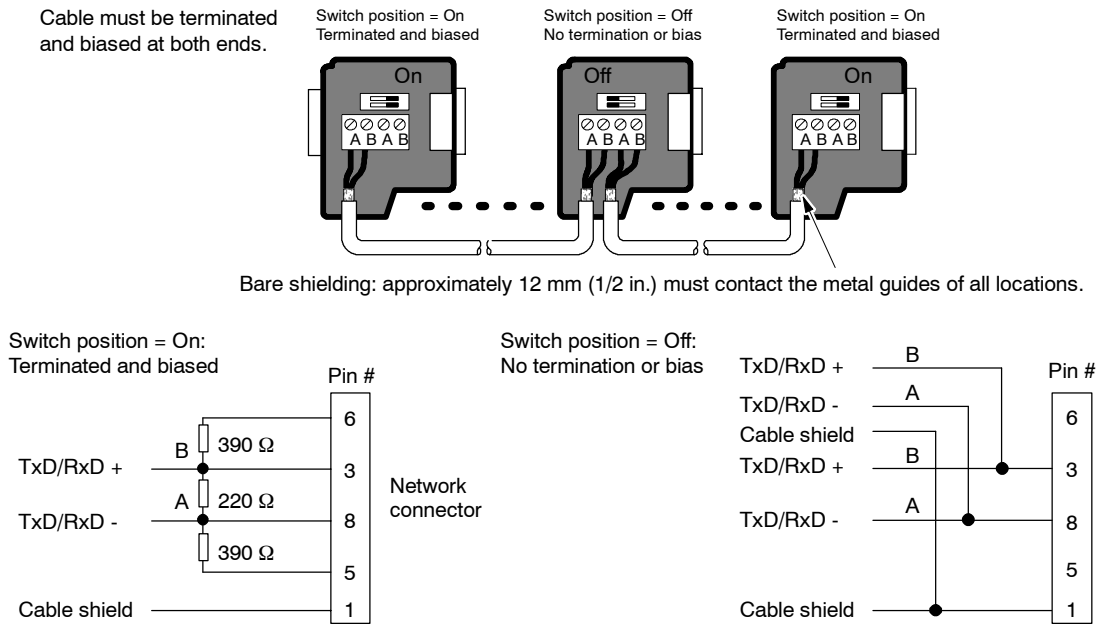 Cable must be terminated
and biased at both ends.
Switch position = On
Terminated and biased
Switch position = Off
No termination or bias
Switch position = On
Terminated and biased
On
Off
On
A B A B
A B A B
A B A B
Bare shielding: approximately 12 mm (1/2 in.) must contact the metal guides of all locations.
Switch position = On:
Terminated and biased
Pin #
6
390 Ω
B
TxD/RxD +
3
220 Ω
A
TxD/RxD -
8
390 Ω
5
Cable shield
1
Network
connector
Switch position = Off:
No termination or bias
Pin #
TxD/RxD +
B
TxD/RxD -
A
6
Cable shield
TxD/RxD +
B
3
TxD/RxD -
A
8
5
Cable shield
1